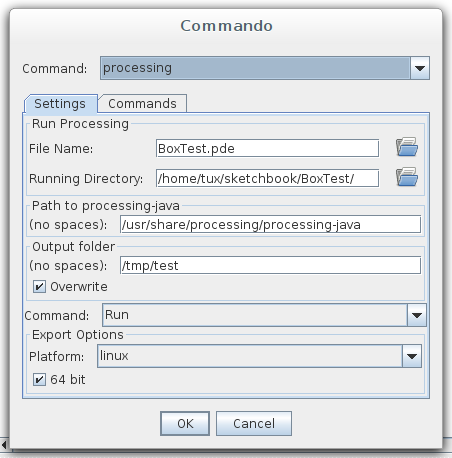 Commando
Command: processing
Settings Commands
Run Processing
File Name: BoxTest.pde
Running Directory: /home/tux/sketchbook/BoxTest/
Path to processing-java
(no spaces): /usr/share/processing/processing-java
Output folder
(no spaces): /tmp/test
Overwrite
Command: Run
Export Options
Platform: linux
64 bit
OK Cancel